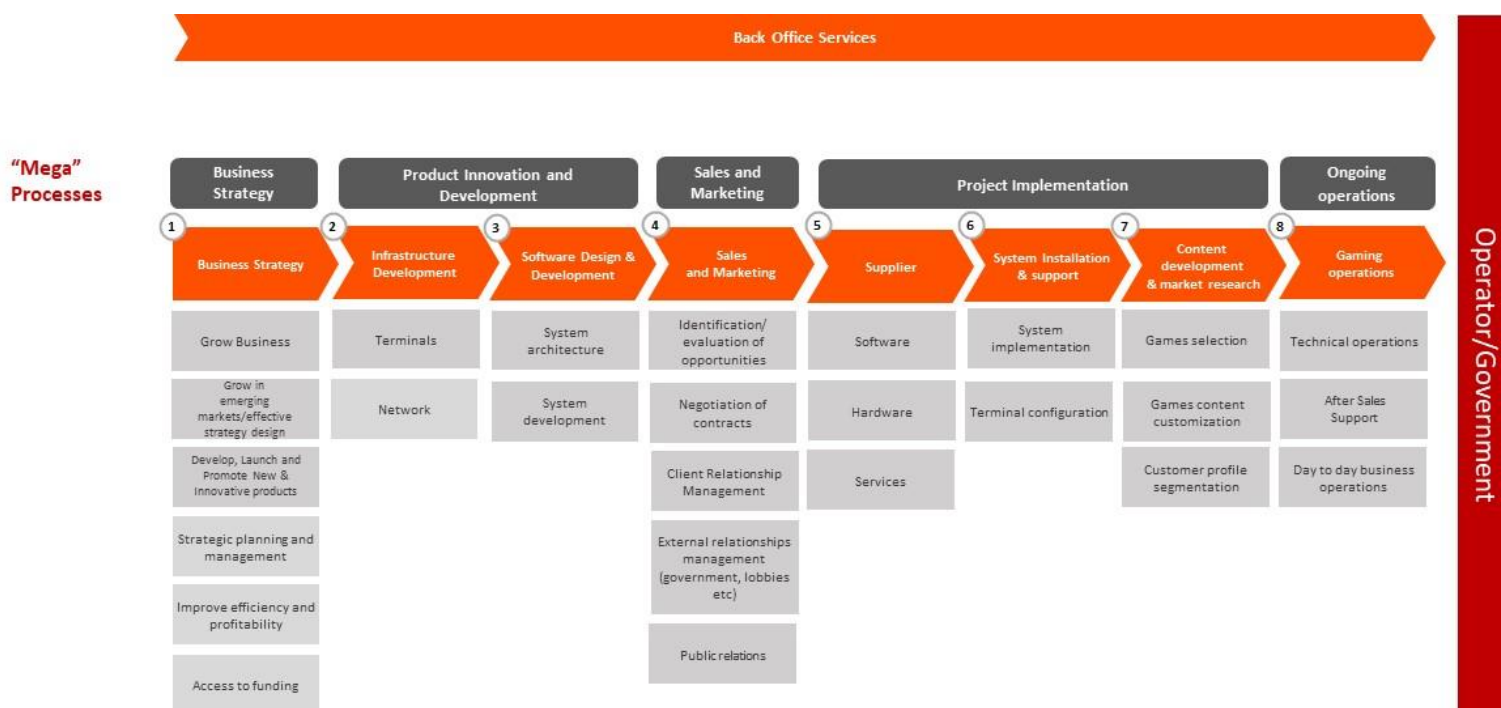 Back Office Services
“Mega”
Processes
Business
Strategy
Product Innovation and
Development
Sales and
Marketing
Project Implementation
Ongoing
operations
1
2
3
4
5
6
7
8
Business Strategy
Infrastructure
Development
Software Design &
Development
Sales
and Marketing
Supplier
System Installation
& support
Content
development
& market research
Gaming
operations
Grow Business
Grow in
emerging
markets/effective
strategy design
Develop, Launch and
Promote New &
Innovative products
Strategic planning and
management
Improve efficiency and
profitability
Access to funding
Terminals
Network
System
architecture
System
development
Identification/
evaluation of
opportunities
Negotiation of
contracts
Client Relationship
Management
External relationships
management
(government, lobbies
etc)
Public relations
Software
Hardware
Services
System
implementation
Terminal configuration
Games selection
Games content
customization
Customer profile
segmentation
Technical operations
After Sales
Support
Day to day business
operations
Operator/Government